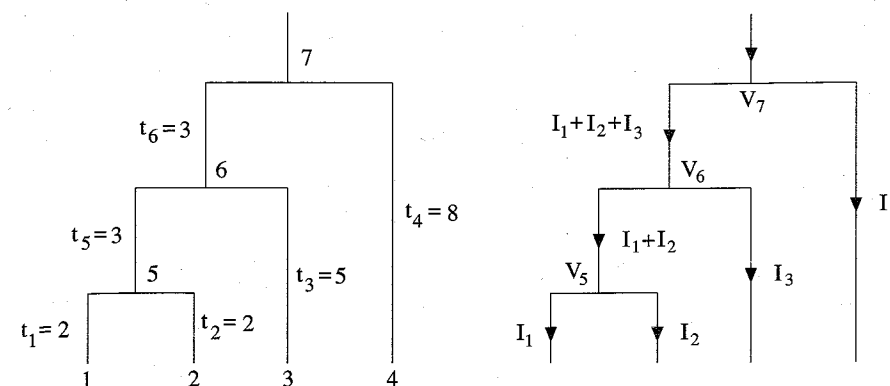 7
t₆=3
6
t₅=3
t₄=8
5
t₃=5
t₁=2
t₂=2
1
2
3
4
V₇
I₁+I₂+I₃
V₆
I
I₁+I₂
V₅
I₃
I₁
I₂